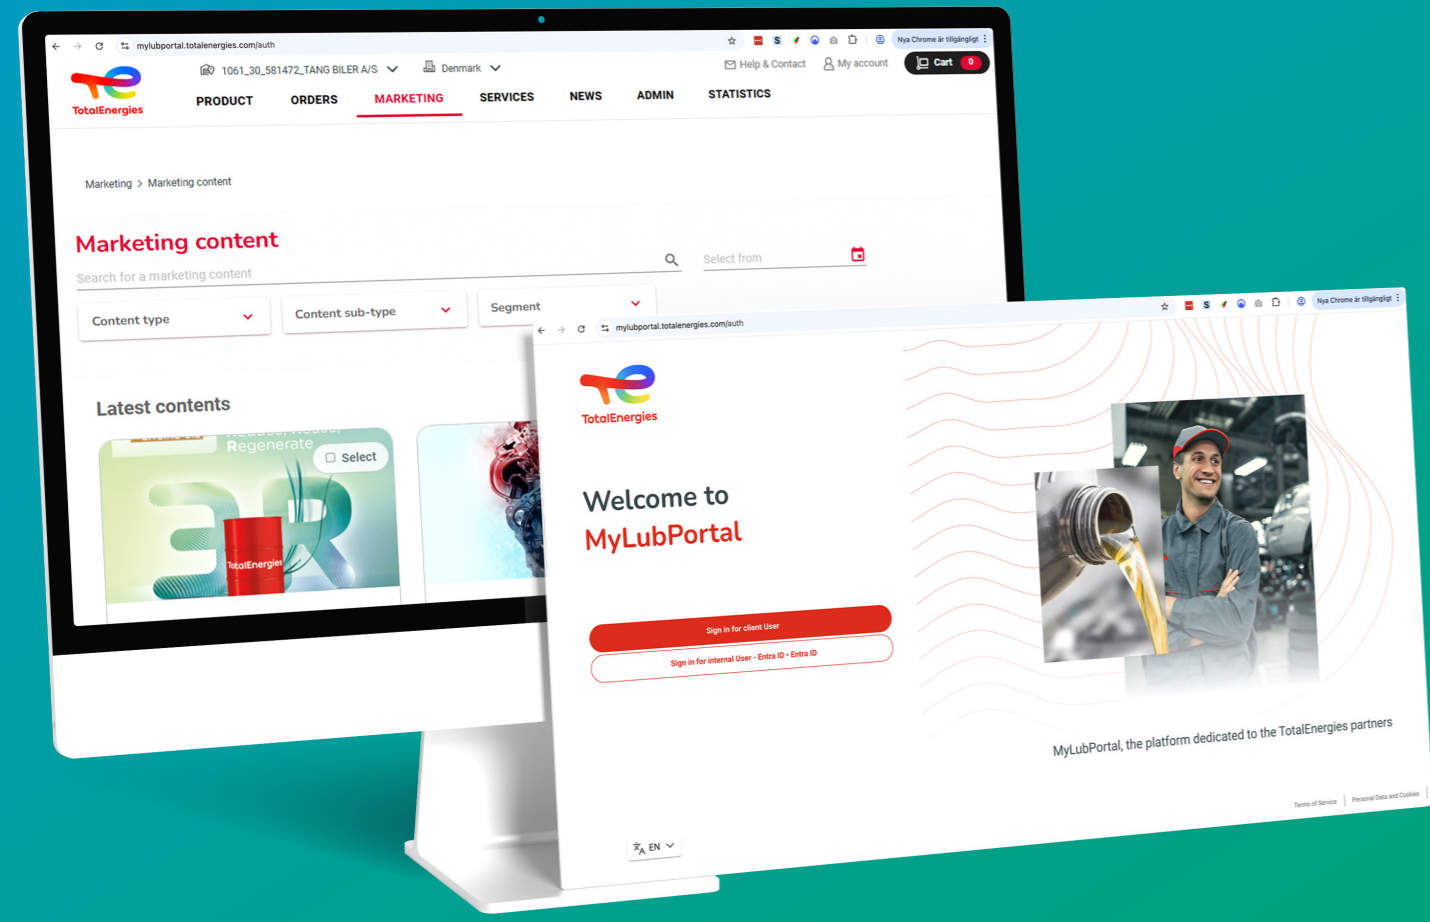 mylubportal.totalenergies.com/auth
Nya Chrome är tillgängligt
TotalEnergies
1061_30_581472_TANG BILER A/S
Denmark
Help & Contact
My account
Cart 0
PRODUCT
ORDERS
MARKETING
SERVICES
NEWS
ADMIN
STATISTICS
Marketing > Marketing content
Marketing content
Search for a marketing content
Select from
Content type
Content sub-type
Segment
Latest contents
Regenerate
Select
3R
TotalEnergies
mylubportal.totalenergies.com/auth
Nya Chrome är tillgängligt
TotalEnergies
Welcome to
MyLubPortal
Sign in for client User
Sign in for internal User - Entra ID - Entra ID
MyLubPortal, the platform dedicated to the TotalEnergies partners
Terms of Service
Personal Data and Cookies
EN